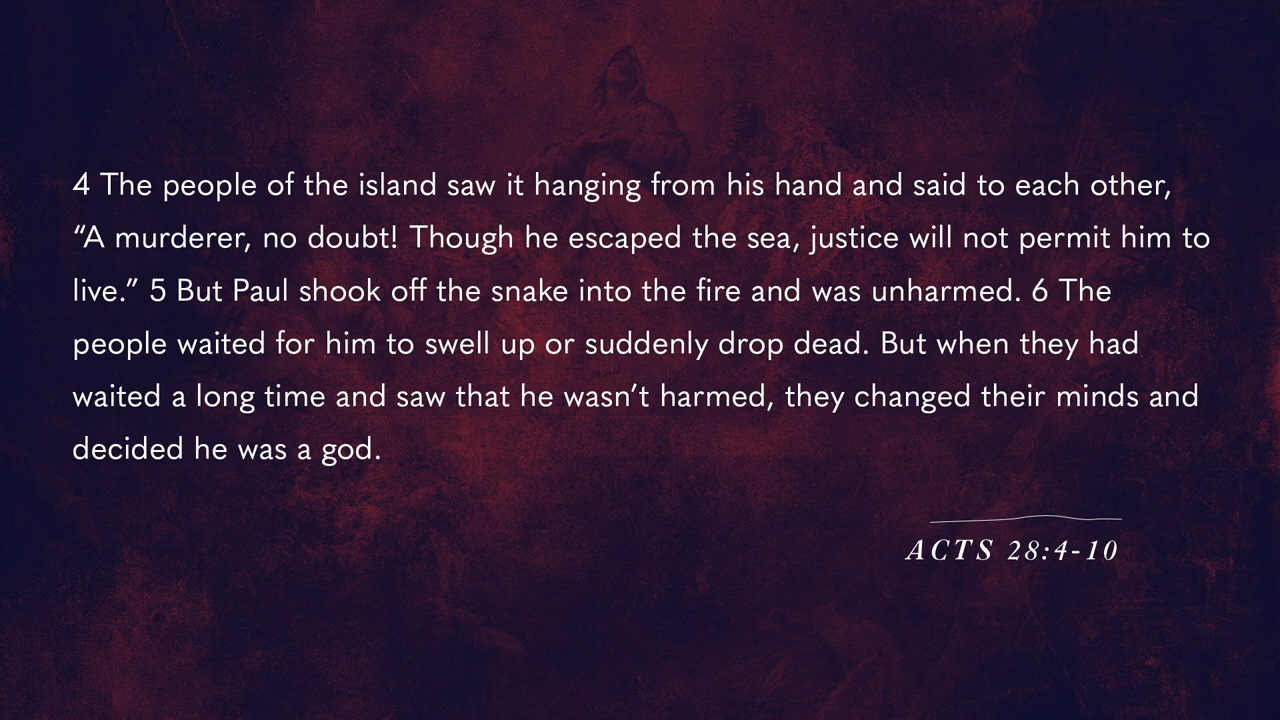 4 The people of the island saw it hanging from his hand and said to each other,
“A murderer, no doubt! Though he escaped the sea, justice will not permit him to
live.” 5 But Paul shook off the snake into the fire and was unharmed. 6 The
people waited for him to swell up or suddenly drop dead. But when they had
waited a long time and saw that he wasn’t harmed, they changed their minds and
decided he was a god.
ACTS 28:4-10